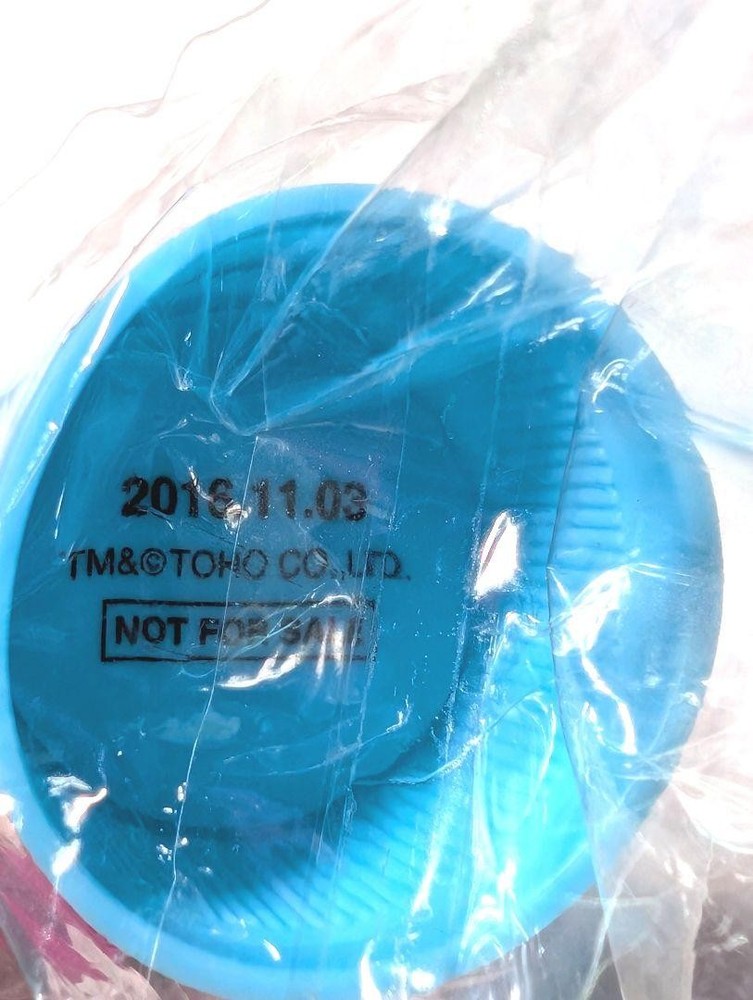 2016.11.03
TM&©TOHO CO.,LTD.
NOT FOR SALE